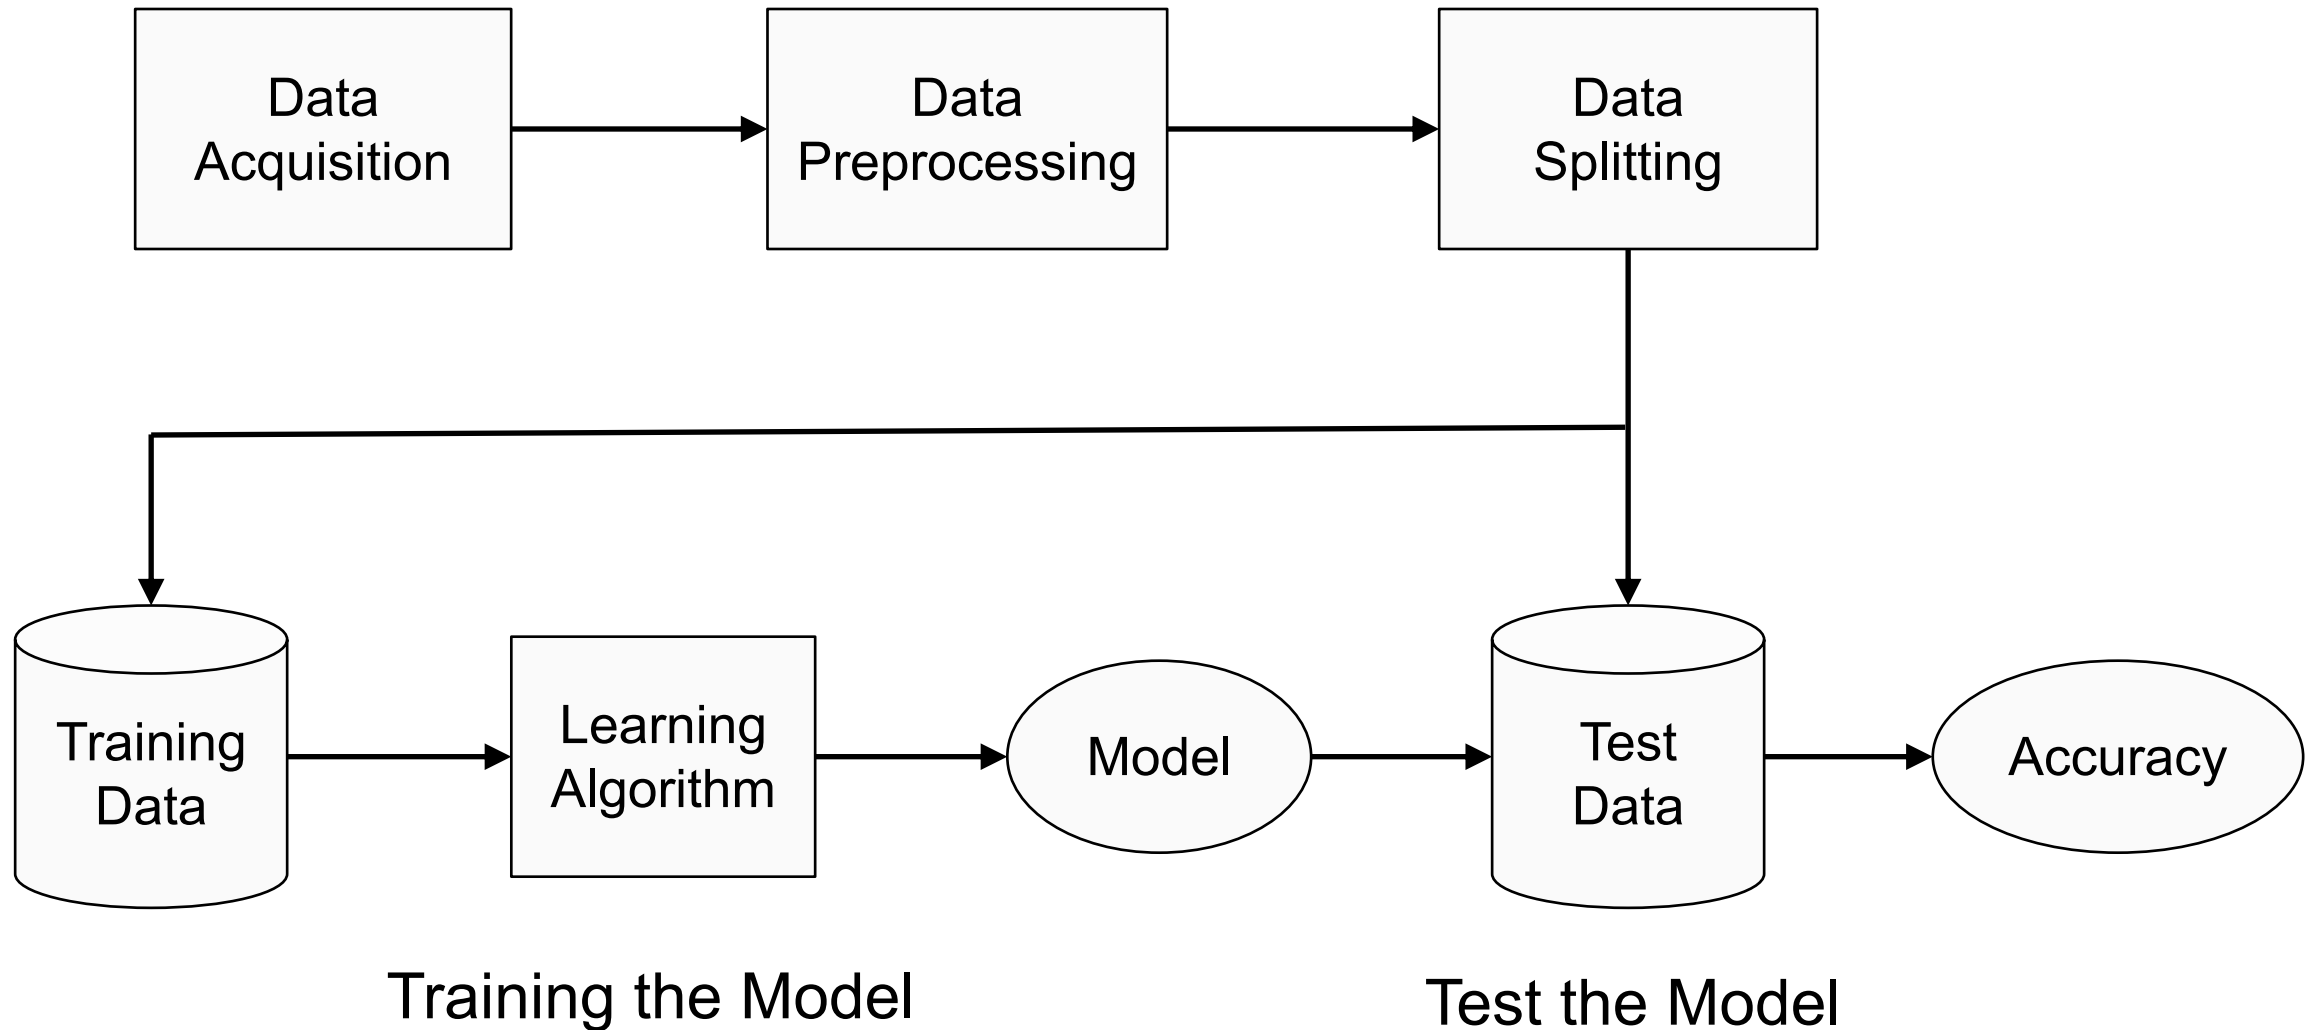 Data
Acquisition
Data
Preprocessing
Data
Splitting
Training
Data
Learning
Algorithm
Model
Test
Data
Accuracy
Training the Model
Test the Model